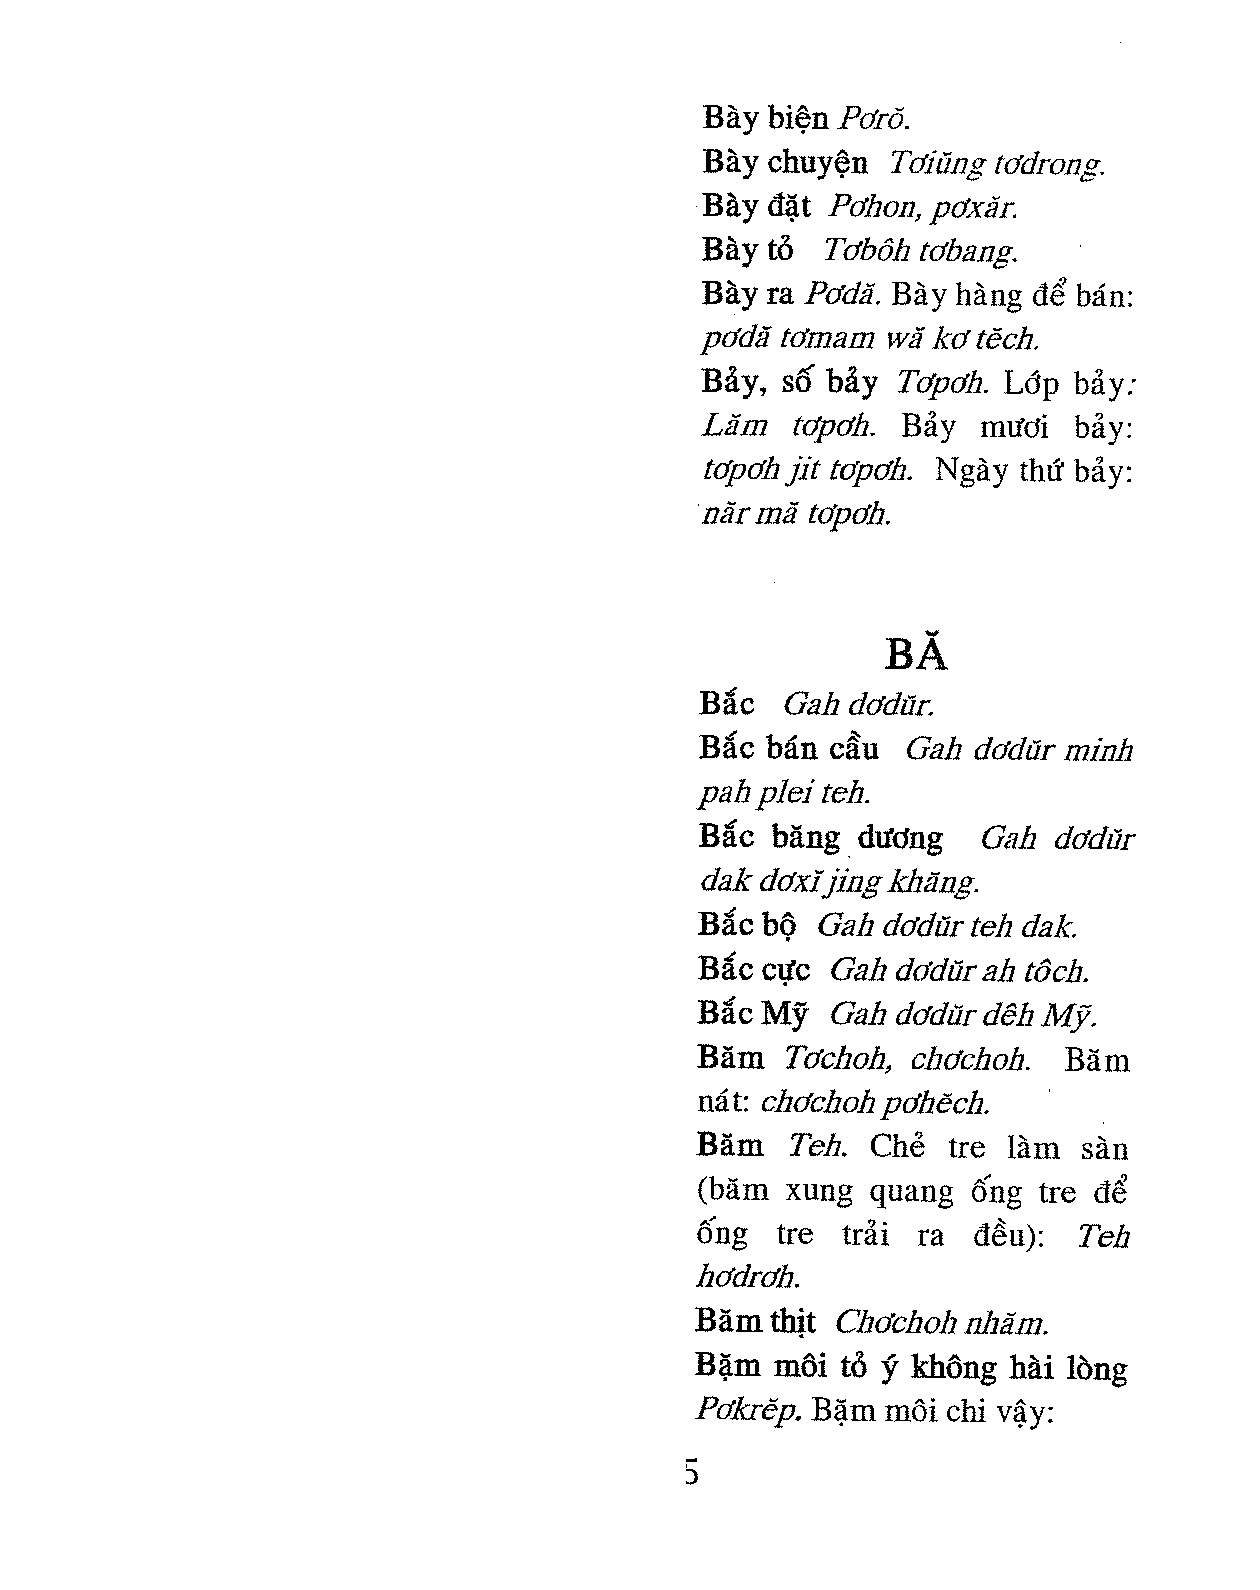 Bày biện Pơrŏ.
Bày chuyện Tơiŭng tơdrong.
Bày đặt Pơhon, pơxăr.
Bày tỏ Tơbôh tơbang.
Bày ra Pơdă. Bày hàng để bán:
pơdă tơmam wă kơ tĕch.
Bảy, số bảy Tơpơh. Lớp bảy:
Lăm tơpơh. Bảy mươi bảy:
tơpơh jit tơpơh. Ngày thứ bảy:
năr mă tơpơh.
BĂ
Bắc Gah dơdŭr.
Bắc bán cầu Gah dơdŭr minh
pah plei teh.
Bắc băng dương Gah dơdŭr
dak dơxĭ jing khăng.
Bắc bộ Gah dơdŭr teh dak.
Bắc cực Gah dơdŭr ah tôch.
Bắc Mỹ Gah dơdŭr dêh Mỹ.
Băm Tơchoh, chơchoh. Băm
nát: chơchoh pơhĕch.
Băm Teh. Chẻ tre làm sàn
(băm xung quang ống tre để
ống tre trải ra đều): Teh
hơdrơh.
Băm thịt Chơchoh nhăm.
Bặm môi tỏ ý không hài lòng
Pơkrĕp. Bặm môi chi vậy:
5